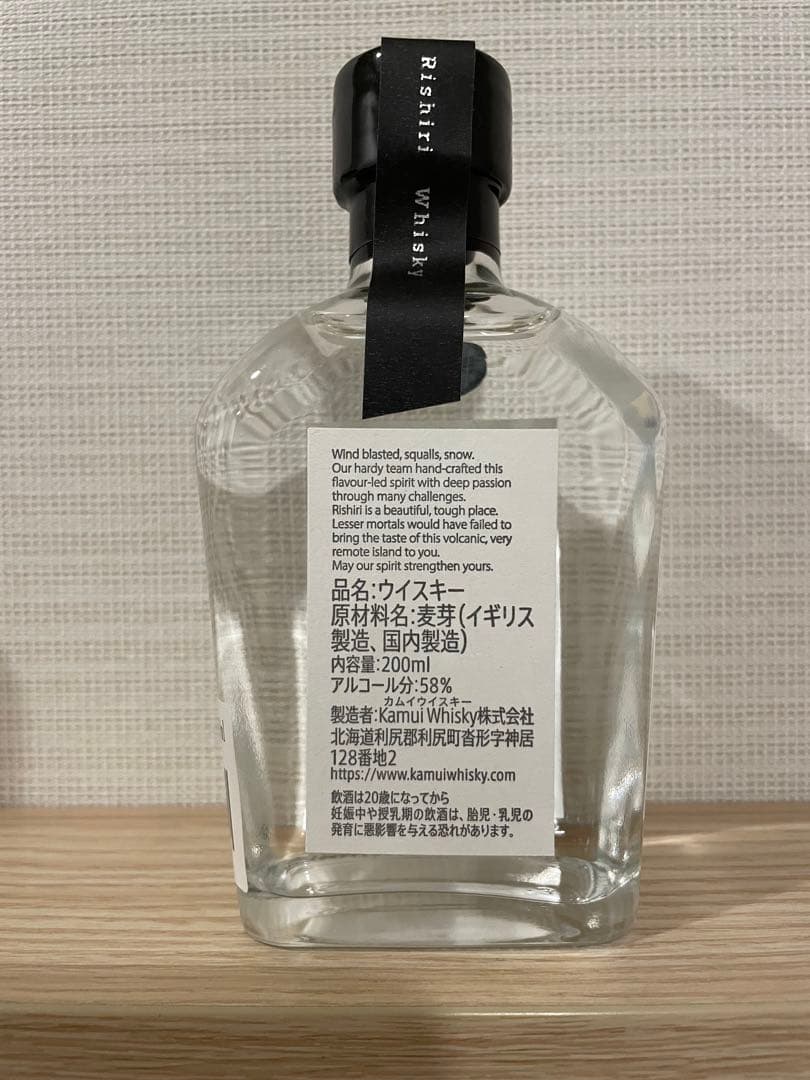 Rishiri Whisky
Wind blasted, squalls, snow.
Our hardy team hand-crafted this
flavour-led spirit with deep passion
through many challenges.
Rishiri is a beautiful, tough place.
Lesser mortals would have failed to
bring the taste of this volcanic, very
remote island to you.
May our spirit strengthen yours.
品名:ウイスキー
原材料名:麦芽(イギリス
製造、国内製造)
内容量:200ml
アルコール分:58%
カムイウイスキー
製造者:Kamui Whisky株式会社
北海道利尻郡利尻町沓形字神居
128番地2
https://www.kamuiwhisky.com
飲酒は20歳になってから
妊娠中や授乳期の飲酒は、胎児・乳児の
発育に悪影響を与える恐れがあります。